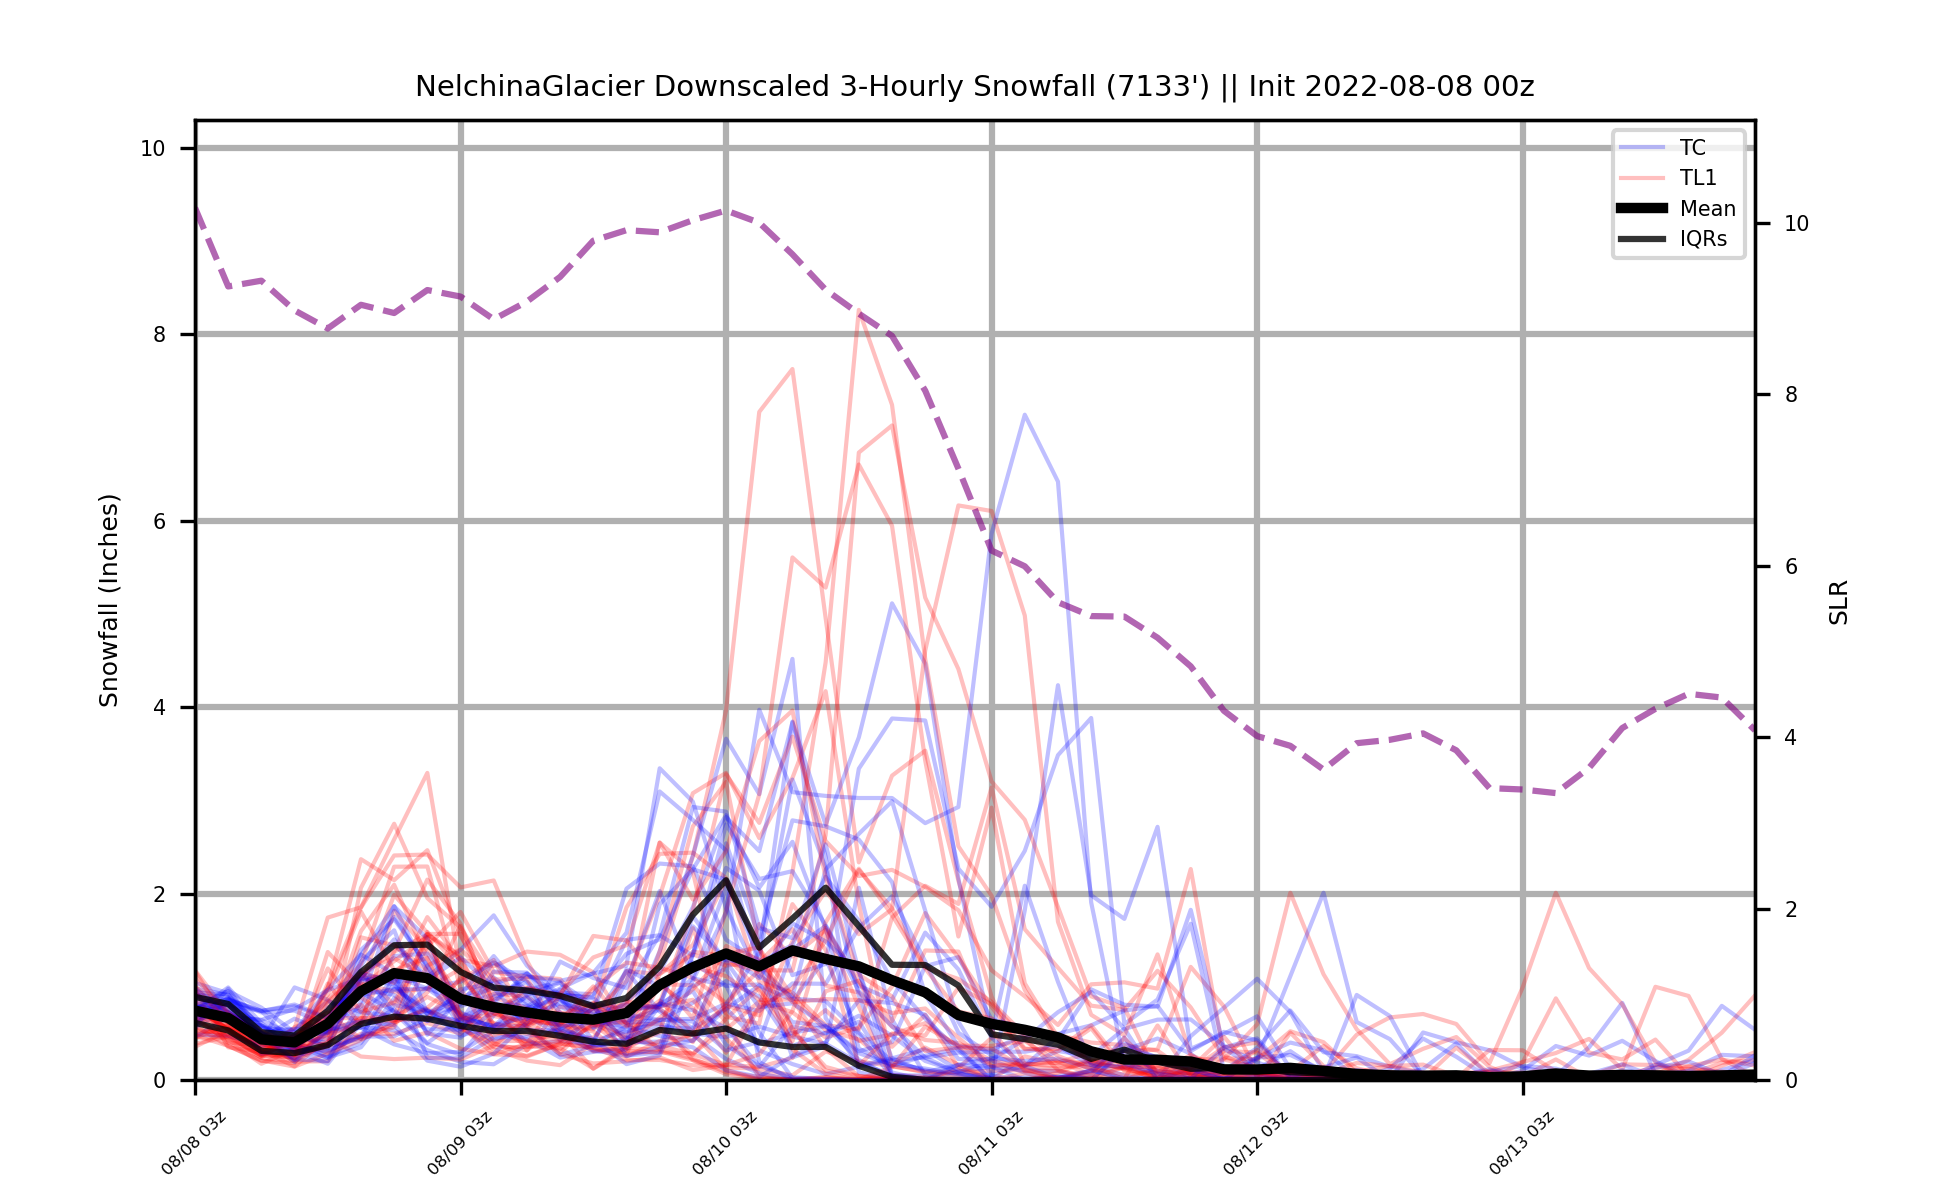 NelchinaGlacier Downscaled 3-Hourly Snowfall (7133') || Init 2022-08-08 00z
TC
TL1
Mean
IQRs
Snowfall (Inches)
10
8
6
4
2
0
SLR
10
8
6
4
2
0
08/08 03z
08/09 03z
08/10 03z
08/11 03z
08/12 03z
08/13 03z